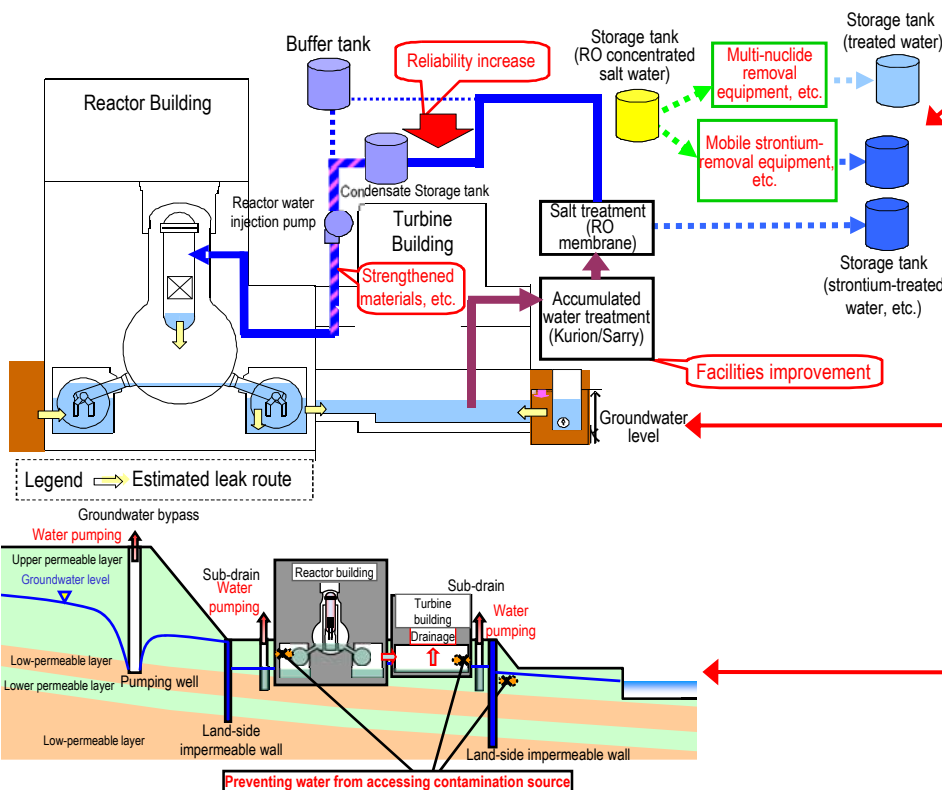 Storage tank
(treated water)
Storage tank
(RO concentrated
salt water)
Multi-nuclide
removal
equipment, etc.
Buffer tank
Reliability increase
Reactor Building
Mobile strontium-
removal equipment,
etc.
Condensate Storage tank
Reactor water
injection pump
Turbine
Building
Salt treatment
(RO
membrane)
Storage tank
(strontium-treated
water, etc.)
Strengthened
materials, etc.
Accumulated
water treatment
(Kurion/Sarry)
Facilities improvement
Groundwater
level
Legend
Estimated leak route
Groundwater bypass
Water pumping
Upper permeable layer
Groundwater level
Sub-drain
Water
pumping
Reactor building
Sub-drain
Water
pumping
Turbine
building
Drainage
Low-permeable layer
Pumping well
Lower permeable layer
Land-side
impermeable wall
Low-permeable layer
Land-side impermeable wall
Preventing water from accessing contamination source